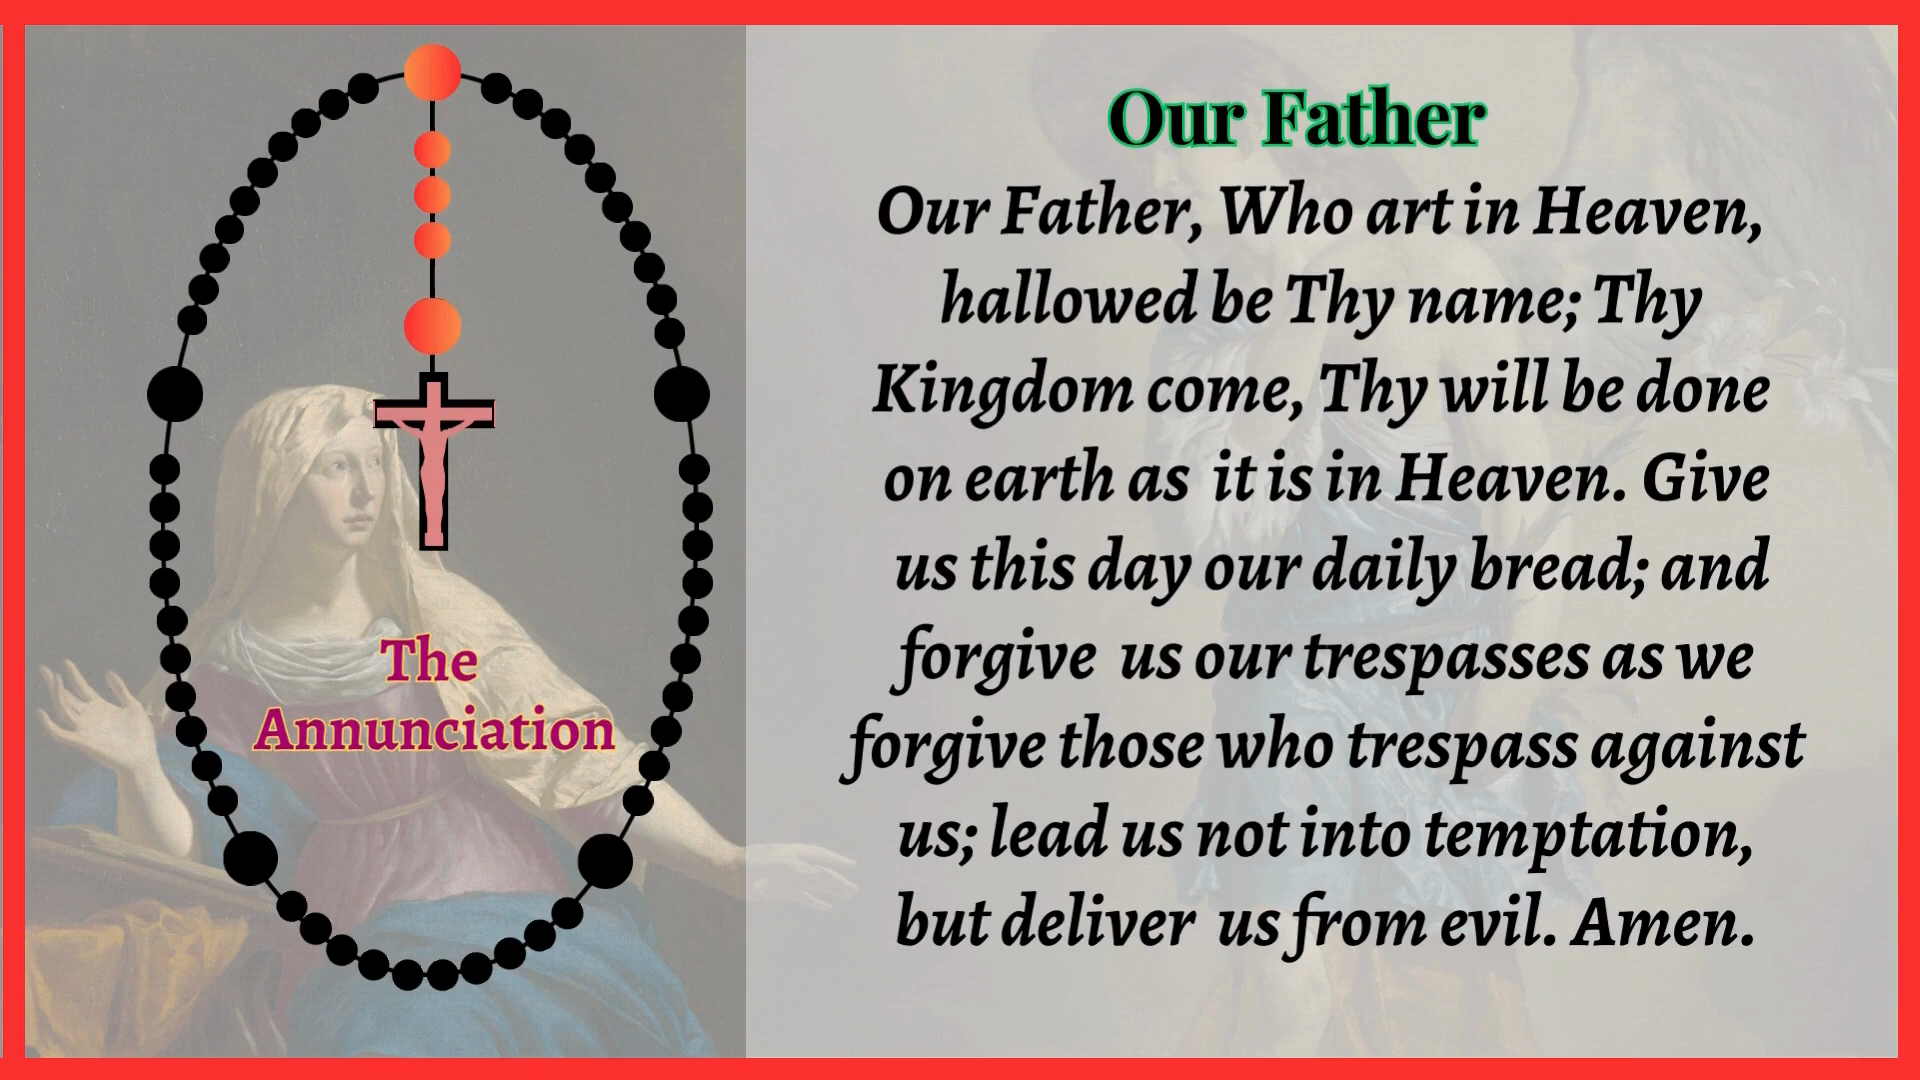 The
Annunciation
Our Father
Our Father, Who art in Heaven,
hallowed be Thy name; Thy
Kingdom come, Thy will be done
on earth as it is in Heaven. Give
us this day our daily bread; and
forgive us our trespasses as we
forgive those who trespass against
us; lead us not into temptation,
but deliver us from evil. Amen.